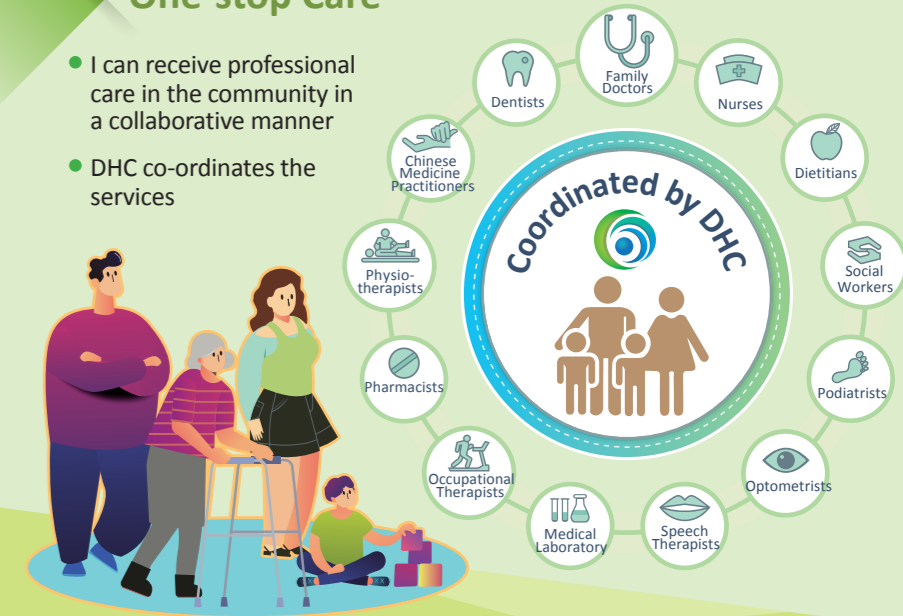 One-stop Care
• I can receive professional
care in the community in
a collaborative manner
• DHC co-ordinates the
services
Coordinated by DHC
Family
Doctors
Nurses
Dietitians
Social
Workers
Podiatrists
Optometrists
Speech
Therapists
Medical
Laboratory
Occupational
Therapists
Pharmacists
Physio-
therapists
Chinese
Medicine
Practitioners
Dentists